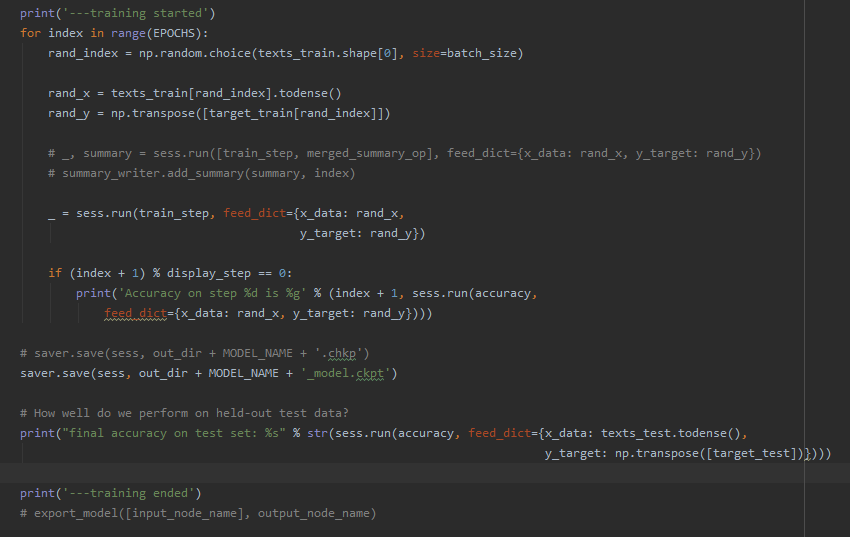 print('---training started')
for index in range(EPOCHS):
    rand_index = np.random.choice(texts_train.shape[0], size=batch_size)

    rand_x = texts_train[rand_index].todense()
    rand_y = np.transpose([target_train[rand_index]])

    # _, summary = sess.run([train_step, merged_summary_op], feed_dict={x_data: rand_x, y_target: rand_y})
    # summary_writer.add_summary(summary, index)

    _ = sess.run(train_step, feed_dict={x_data: rand_x,
                                        y_target: rand_y})

    if (index + 1) % display_step == 0:
        print('Accuracy on step %d is %g' % (index + 1, sess.run(accuracy,
            feed_dict={x_data: rand_x, y_target: rand_y})))

# saver.save(sess, out_dir + MODEL_NAME + '.chkp')
saver.save(sess, out_dir + MODEL_NAME + '_model.ckpt')

# How well do we perform on held-out test data?
print("final accuracy on test set: %s" % str(sess.run(accuracy, feed_dict={x_data: texts_test.todense(),
                                                                           y_target: np.transpose([target_test])})))

print('---training ended')
# export_model([input_node_name], output_node_name)